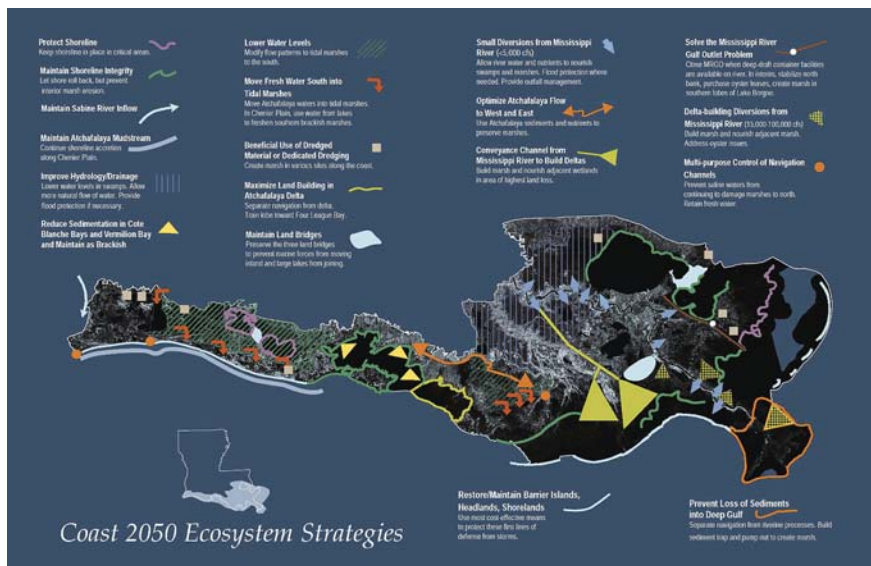 Protect Shoreline
Keep shoreline in place in critical areas.
Maintain Shoreline Integrity
Let shore roll back, but prevent
interior marsh erosion.
Maintain Sabine River Inflow
Maintain Atchafalaya Mudstream
Continue shoreline accretion
along Chenier Plain.
Improve Hydrology/Drainage
Lower water levels in swamps. Allow
more natural flow of water. Provide
flood protection if necessary.
Reduce Sedimentation in Cote
Blanche Bays and Vermilion Bay
and Maintain as Brackish
Lower Water Levels
Modify flow patterns to tidal marshes
to the south.
Move Fresh Water South into
Tidal Marshes
Move Atchafalaya waters into tidal marshes.
In Chenier Plain, use water from lakes
to freshen southern brackish marshes.
Beneficial Use of Dredged
Material or Dedicated Dredging
Create marsh in various sites along the coast.
Maximize Land Building in
Atchafalaya Delta
Separate navigation from delta.
Train lobe toward Four League Bay.
Maintain Land Bridges
Preserve the three land bridges
to prevent marine forces from moving
inland and large lakes from joining.
Small Diversions from Mississippi
River (<5,000 cfs)
Allow river water and nutrients to nourish
swamps and marshes. Flood protection where
needed. Provide outfall management.
Optimize Atchafalaya Flow
to West and East
Use Atchafalaya sediments and nutrients to
preserve marshes.
Conveyance Channel from
Mississippi River to Build Deltas
Build marsh and nourish adjacent wetlands
in area of highest land loss.
Solve the Mississippi River
Gulf Outlet Problem
Close MRGO when deep-draft container facilities
are available on river. In interim, stabilize north
bank, purchase oyster leases, create marsh in
southern lobes of Lake Borgne.
Delta-building Diversions from
Mississippi River (15,000-100,000 cfs)
Build marsh and nourish adjacent marsh.
Address oyster issues.
Multi-purpose Control of Navigation
Channels
Prevent saline waters from
continuing to damage marshes to north.
Retain fresh water.
Restore/Maintain Barrier Islands,
Headlands, Shorelands
Use most cost effective means
to protect these first lines of
defense from storms.
Prevent Loss of Sediments
into Deep Gulf
Separate navigation from riverine processes. Build
sediment trap and pump out to create marsh.
Coast 2050 Ecosystem Strategies